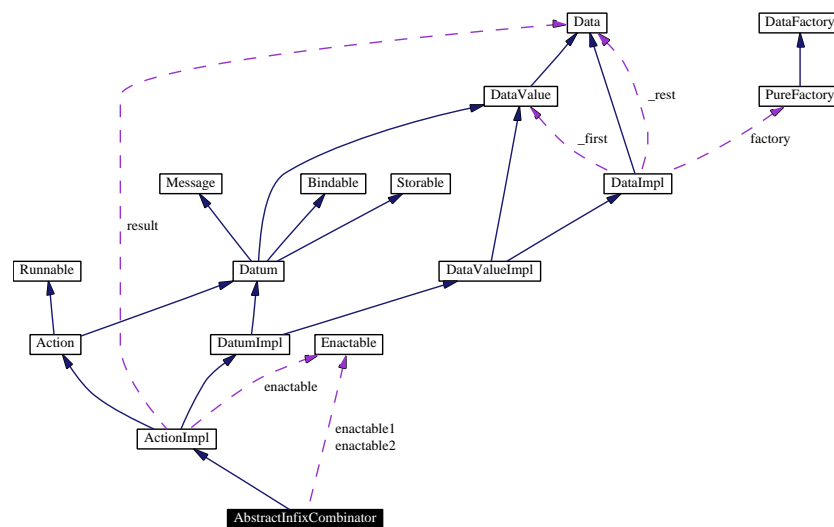 Data
DataFactory
DataValue
_rest
PureFactory
_first
factory
Message
Bindable
Storable
DataImpl
result
Runnable
Datum
DataValueImpl
Action
DatumImpl
Enactable
enactable
ActionImpl
enactable1
enactable2
AbstractInfixCombinator